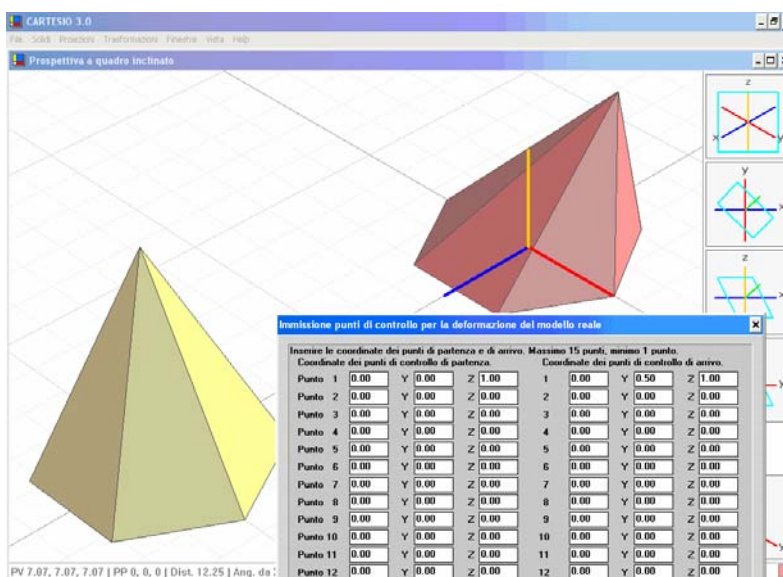 CARTESIO 3.0
File Solidi Proiezioni Trasformazioni Finestre Vista Help
Prospettiva a quadro inclinato
z
x y
y
x
z
Immissione punti di controllo per la deformazione del modello reale
Inserire le coordinate dei punti di partenza e di arrivo. Massimo 15 punti, minimo 1 punto.
Coordinate dei punti di controllo di partenza. Coordinate dei punti di controllo di arrivo.
Punto 1 0.00 Y 0.00 Z 1.00 1 0.00 Y 0.50 Z 1.00
Punto 2 0.00 Y 0.00 Z 0.00 2 0.00 Y 0.00 Z 0.00
Punto 3 0.00 Y 0.00 Z 0.00 3 0.00 Y 0.00 Z 0.00
Punto 4 0.00 Y 0.00 Z 0.00 4 0.00 Y 0.00 Z 0.00
Punto 5 0.00 Y 0.00 Z 0.00 5 0.00 Y 0.00 Z 0.00
Punto 6 0.00 Y 0.00 Z 0.00 6 0.00 Y 0.00 Z 0.00
Punto 7 0.00 Y 0.00 Z 0.00 7 0.00 Y 0.00 Z 0.00
Punto 8 0.00 Y 0.00 Z 0.00 8 0.00 Y 0.00 Z 0.00
Punto 9 0.00 Y 0.00 Z 0.00 9 0.00 Y 0.00 Z 0.00
Punto 10 0.00 Y 0.00 Z 0.00 10 0.00 Y 0.00 Z 0.00
Punto 11 0.00 Y 0.00 Z 0.00 11 0.00 Y 0.00 Z 0.00
Punto 12 0.00 Y 0.00 Z 0.00 12 0.00 Y 0.00 Z 0.00
PV 7.07, 7.07, 7.07 | PP 0, 0, 0 | Dist. 12.25 | Ang. da